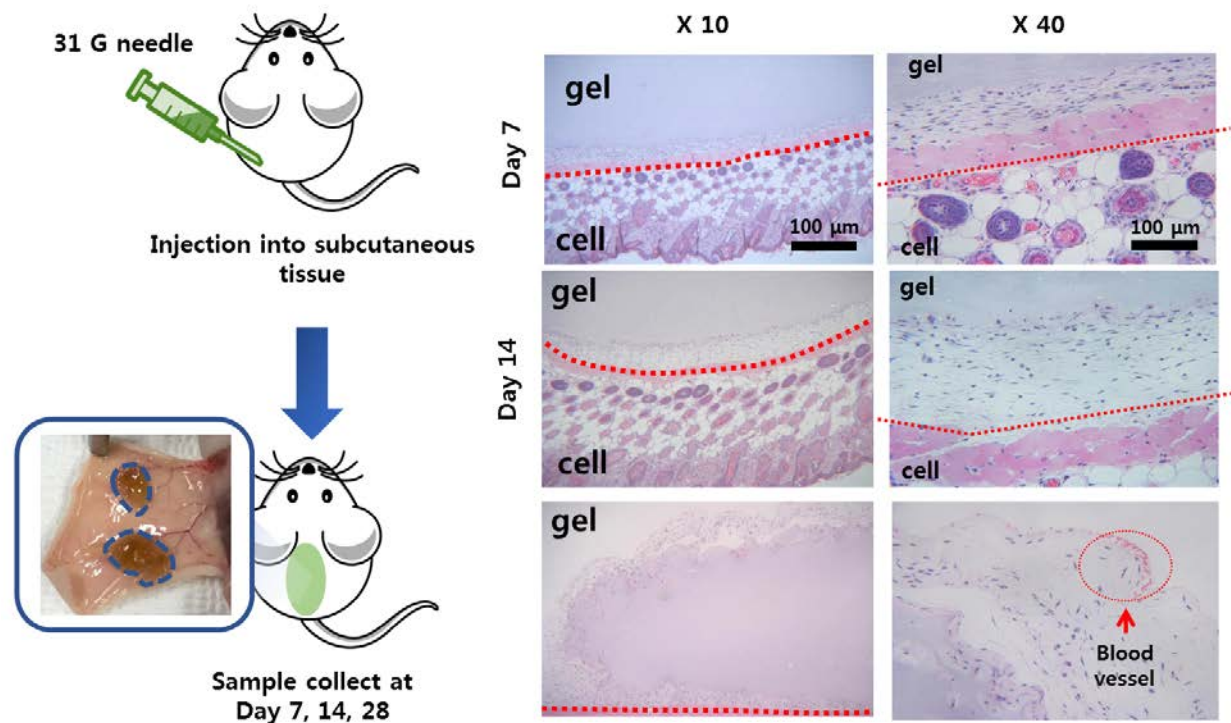 31 G needle
Injection into subcutaneous
tissue
Sample collect at
Day 7, 14, 28
X 10
X 40
Day 7
gel
cell
100 μm
gel
cell
100 μm
Day 14
gel
cell
gel
cell
gel
Blood
vessel